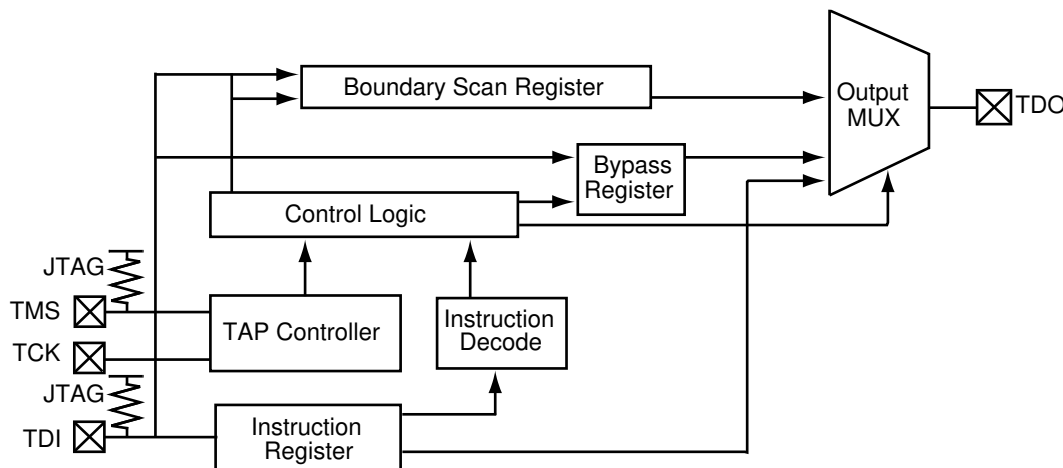 Boundary Scan Register
Output
MUX
TDO
Bypass
Register
Control Logic
JTAG
TMS
TAP Controller
Instruction
Decode
TCK
JTAG
TDI
Instruction
Register